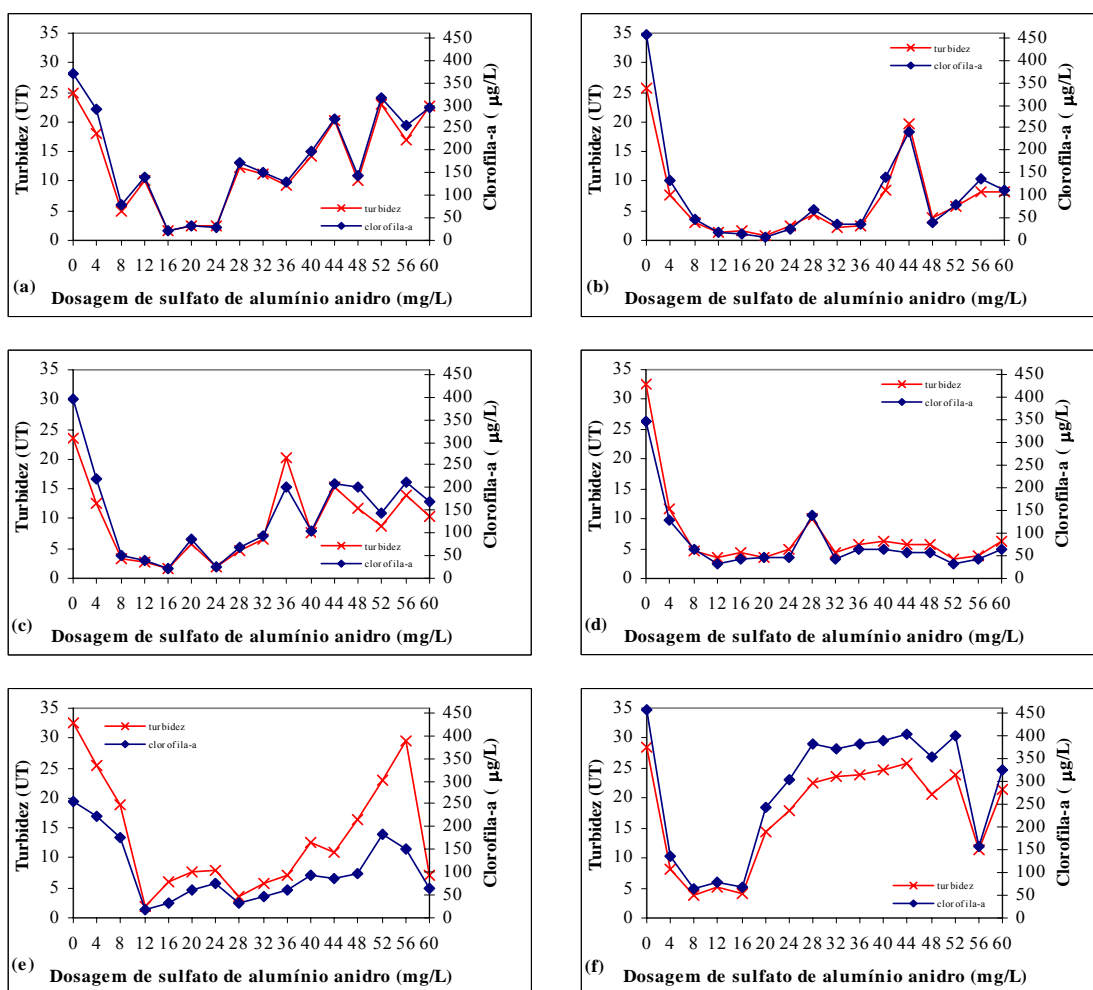 35
30
25
20
15
10
5
0
Turbidez (UT)
450
400
350
300
250
200
150
100
50
0
Clorofila-a ( μg/L)
turbidez
clorofila-a
0 4 8 12 16 20 24 28 32 36 40 44 48 52 56 60
(a)
Dosagem de sulfato de alumínio anidro (mg/L)
35
30
25
20
15
10
5
0
Turbidez (UT)
450
400
350
300
250
200
150
100
50
0
Clorofila-a ( μg/L)
turbidez
clorofila-a
0 4 8 12 16 20 24 28 32 36 40 44 48 52 56 60
(b)
Dosagem de sulfato de alumínio anidro (mg/L)
35
30
25
20
15
10
5
0
Turbidez (UT)
450
400
350
300
250
200
150
100
50
0
Clorofila-a ( μg/L)
turbidez
clorofila-a
0 4 8 12 16 20 24 28 32 36 40 44 48 52 56 60
(c)
Dosagem de sulfato de alumínio anidro (mg/L)
35
30
25
20
15
10
5
0
Turbidez (UT)
450
400
350
300
250
200
150
100
50
0
Clorofila-a ( μg/L)
turbidez
clorofila-a
0 4 8 12 16 20 24 28 32 36 40 44 48 52 56 60
(d)
Dosagem de sulfato de alumínio anidro (mg/L)
35
30
25
20
15
10
5
0
Turbidez (UT)
450
400
350
300
250
200
150
100
50
0
Clorofila-a ( μg/L)
turbidez
clorofila-a
0 4 8 12 16 20 24 28 32 36 40 44 48 52 56 60
(e)
Dosagem de sulfato de alumínio anidro (mg/L)
35
30
25
20
15
10
5
0
Turbidez (UT)
450
400
350
300
250
200
150
100
50
0
Clorofila-a ( μg/L)
turbidez
clorofila-a
0 4 8 12 16 20 24 28 32 36 40 44 48 52 56 60
(f)
Dosagem de sulfato de alumínio anidro (mg/L)